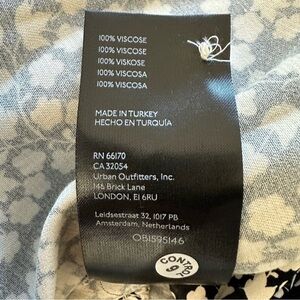 100% VISCOSE
100% VISCOSE
100% VISKOSE
100% VISCOSA
100% VISCOSA
MADE IN TURKEY
HECHO EN TURQUÍA
RN 66170
CA 32054
Urban Outfitters, Inc.
146 Brick Lane
LONDON, E1 6RU
Leidsestraat 32, 1017 PB
Amsterdam, Netherlands
OB1595146
CONTROL